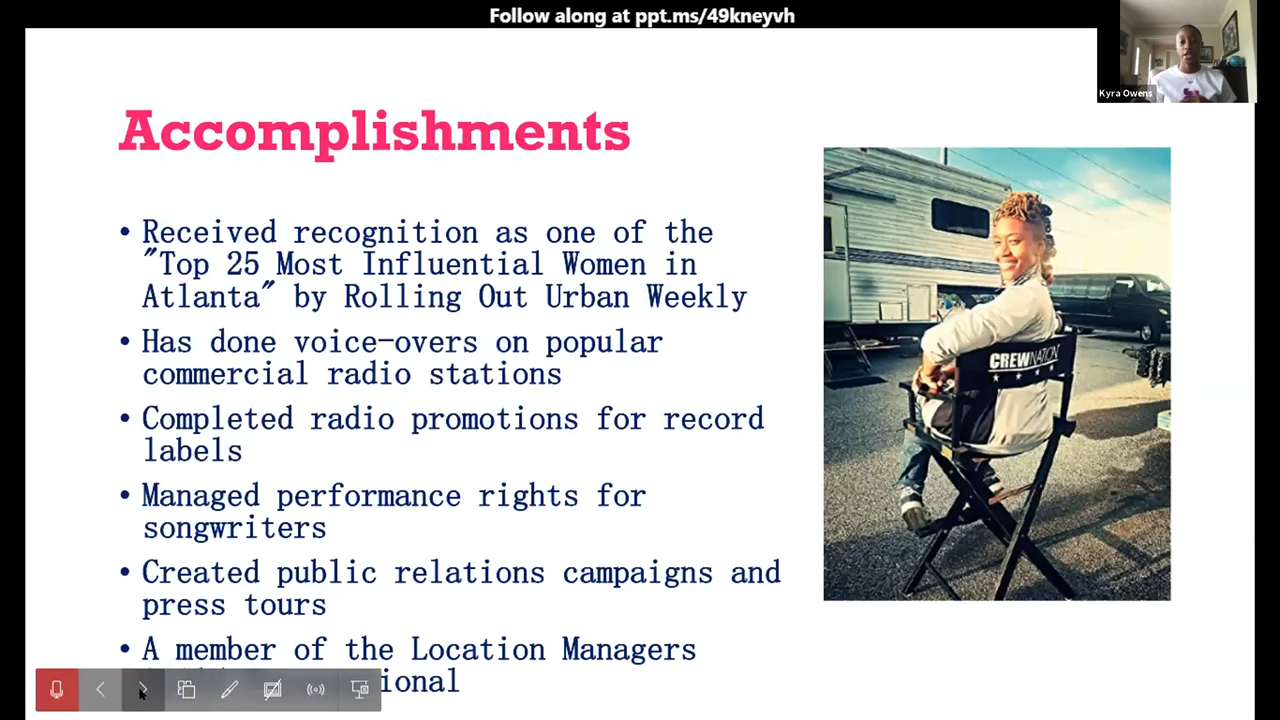 Follow along at ppt.ms/49kneyvh
Kyra Owens
Accomplishments
• Received recognition as one of the
"Top 25 Most Influential Women in
Atlanta" by Rolling Out Urban Weekly
• Has done voice-overs on popular
commercial radio stations
• Completed radio promotions for record
labels
• Managed performance rights for
songwriters
• Created public relations campaigns and
press tours
• A member of the Location Managers
ional
CREWNATION